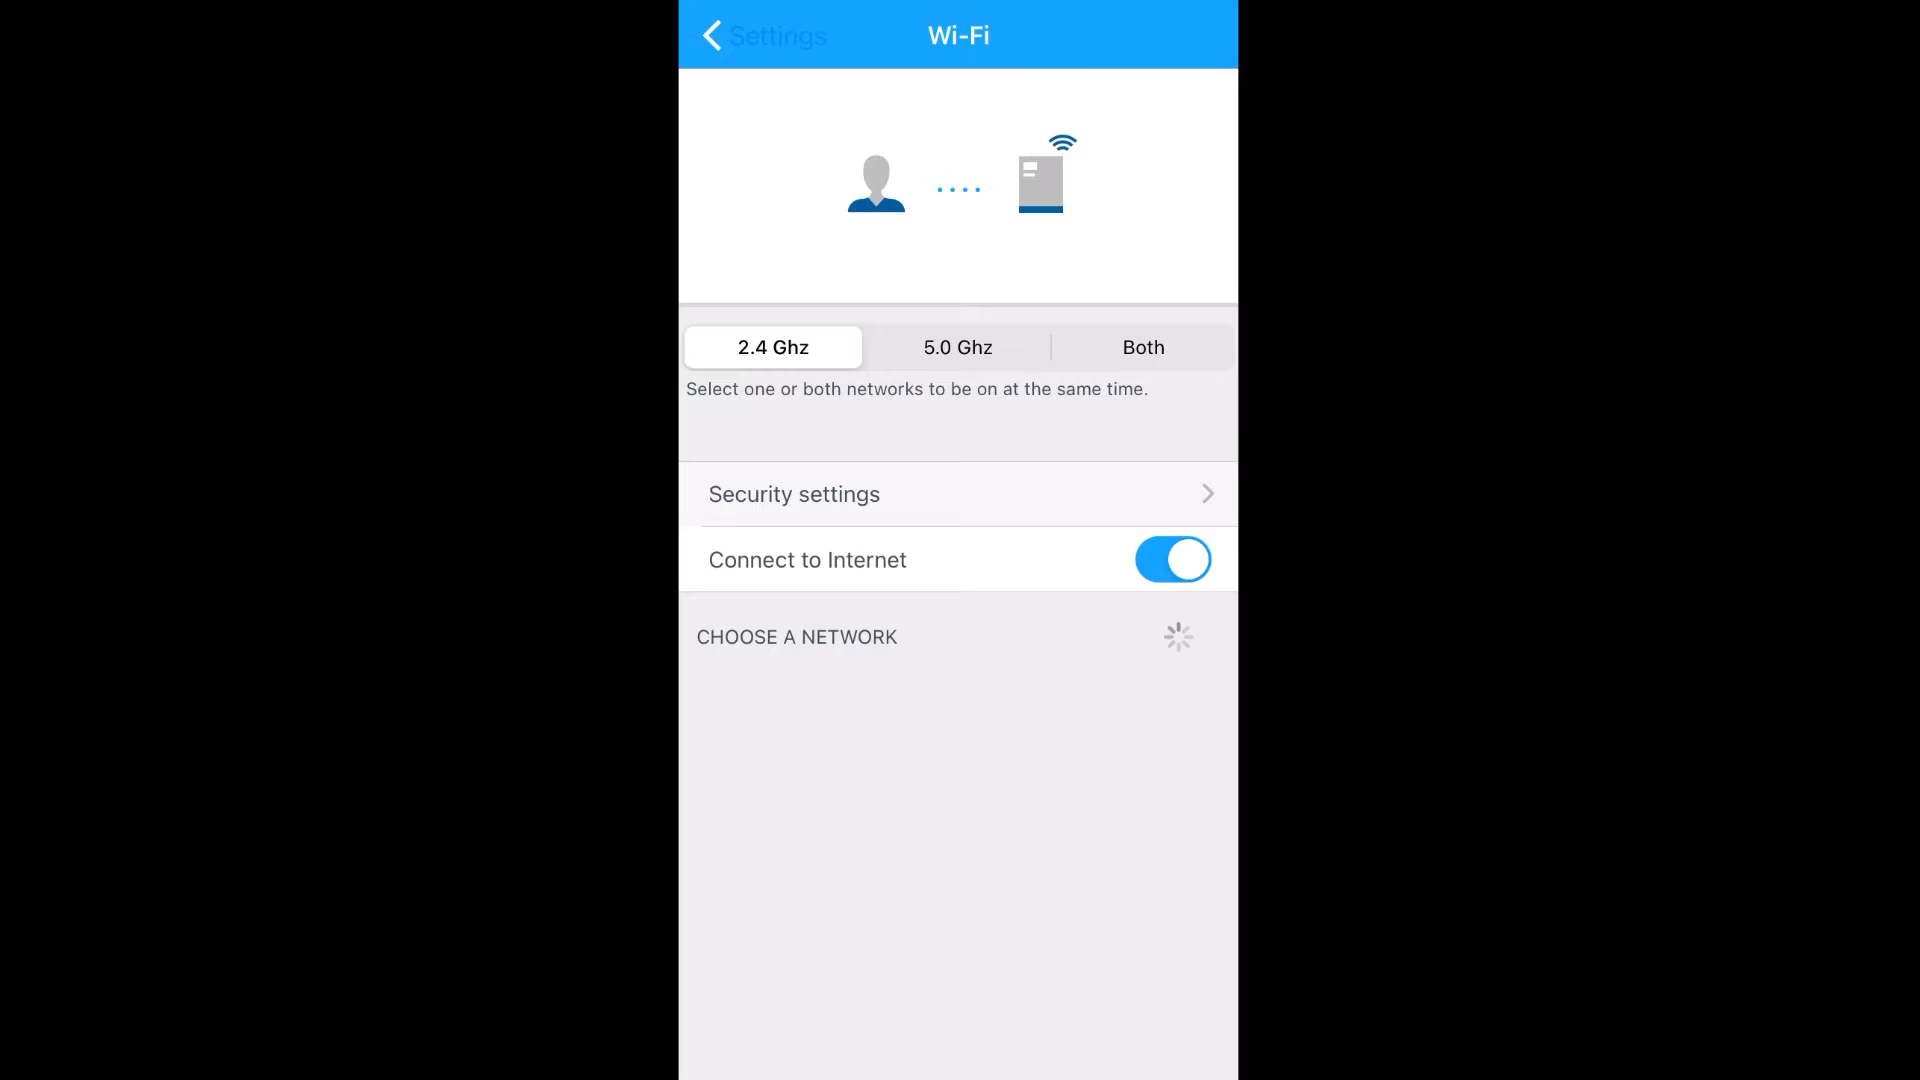 Settings
Wi-Fi
2.4 Ghz
5.0 Ghz
Both
Select one or both networks to be on at the same time.
Security settings
Connect to Internet
CHOOSE A NETWORK